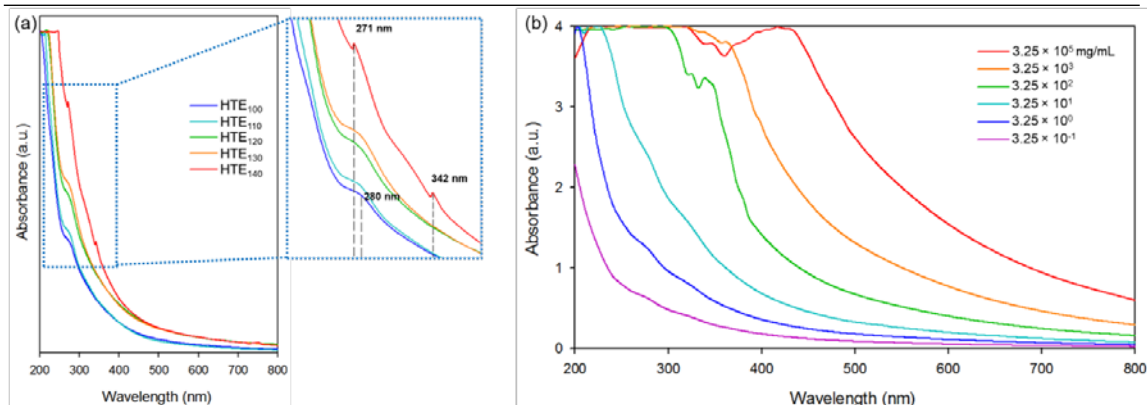 (a)
271 nm
280 nm
342 nm
HTE₁₀₀
HTE₁₁₀
HTE₁₂₀
HTE₁₃₀
HTE₁₄₀
Absorbance (a.u.)
200 300 400 500 600 700 800
Wavelength (nm)
(b)
3.25 × 10⁵ mg/mL
3.25 × 10³
3.25 × 10²
3.25 × 10¹
3.25 × 10⁰
3.25 × 10⁻¹
Absorbance (a.u.)
4
3
2
1
0
200 300 400 500 600 700 800
Wavelength (nm)